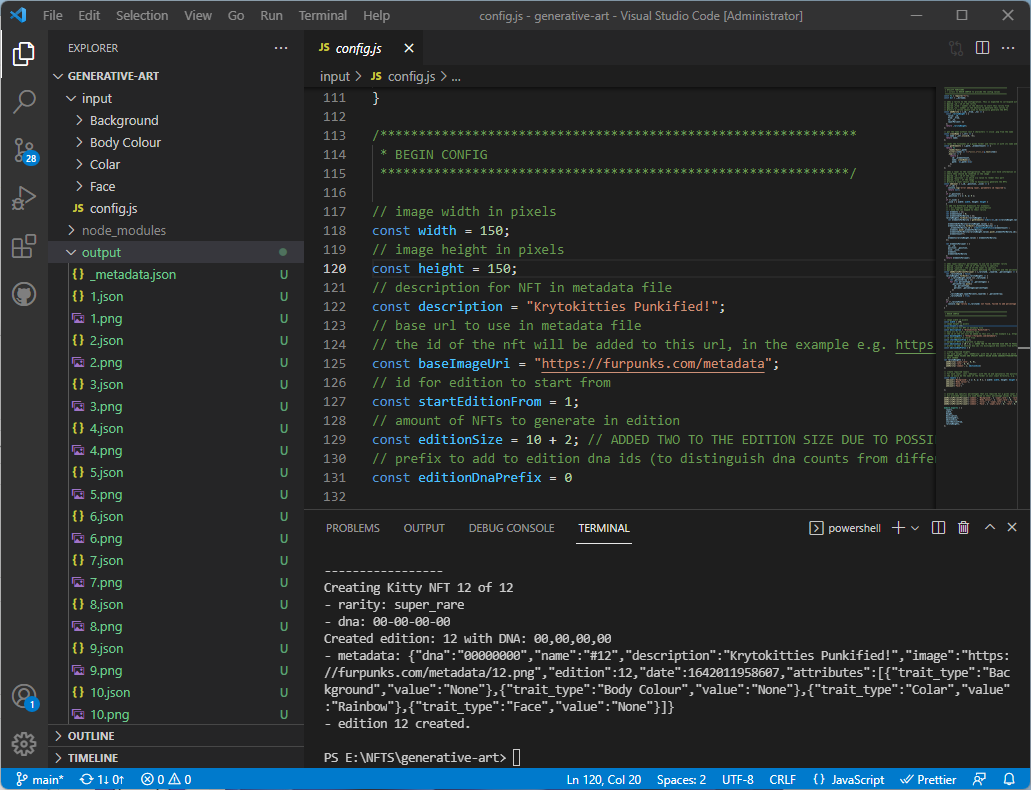 File Edit Selection View Go Run Terminal Help config.js - generative-art - Visual Studio Code [Administrator]
EXPLORER
GENERATIVE-ART
input
Background
Body Colour
Colar
Face
JS config.js
node_modules
output
{} _metadata.json U
{} 1.json U
1.png U
{} 2.json U
2.png U
{} 3.json U
3.png U
{} 4.json U
4.png U
{} 5.json U
5.png U
{} 6.json U
6.png U
{} 7.json U
7.png U
{} 8.json U
8.png U
{} 9.json U
9.png U
{} 10.json U
10.png U
OUTLINE
TIMELINE
28
1
JS config.js
input > JS config.js > ...
111 }
112
113 /**************************************************************
114 * BEGIN CONFIG
115 *************************************************************/
116
117 // image width in pixels
118 const width = 150;
119 // image height in pixels
120 const height = 150;
121 // description for NFT in metadata file
122 const description = "Krytokitties Punkified!";
123 // base url to use in metadata file
124 // the id of the nft will be added to this url, in the example e.g. https
125 const baseImageUri = "https://furpunks.com/metadata";
126 // id for edition to start from
127 const startEditionFrom = 1;
128 // amount of NFTs to generate in edition
129 const editionSize = 10 + 2; // ADDED TWO TO THE EDITION SIZE DUE TO POSSI
130 // prefix to add to edition dna ids (to distinguish dna counts from differ
131 const editionDnaPrefix = 0
132
PROBLEMS OUTPUT DEBUG CONSOLE TERMINAL powershell
-----------------
Creating Kitty NFT 12 of 12
- rarity: super_rare
- dna: 00-00-00-00
Created edition: 12 with DNA: 00,00,00,00
- metadata: {"dna":"00000000","name":"#12","description":"Krytokitties Punkified!","image":"https:
//furpunks.com/metadata/12.png","edition":12,"date":1642011958607,"attributes":[{"trait_type":"Bac
kground","value":"None"},{"trait_type":"Body Colour","value":"None"},{"trait_type":"Colar","value"
:"Rainbow"},{"trait_type":"Face","value":"None"}]}
- edition 12 created.
PS E:\NFTS\generative-art>
main* 1↓ 0↑ 0 0 Ln 120, Col 20 Spaces: 2 UTF-8 CRLF {} JavaScript Prettier